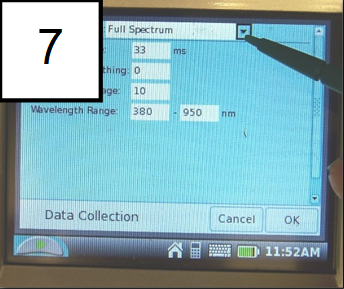 7
: Full Spectrum
: 33 ms
thing: 0
age: 10
Wavelength Range: 380 - 950 nm
Data Collection Cancel OK
11:52AM